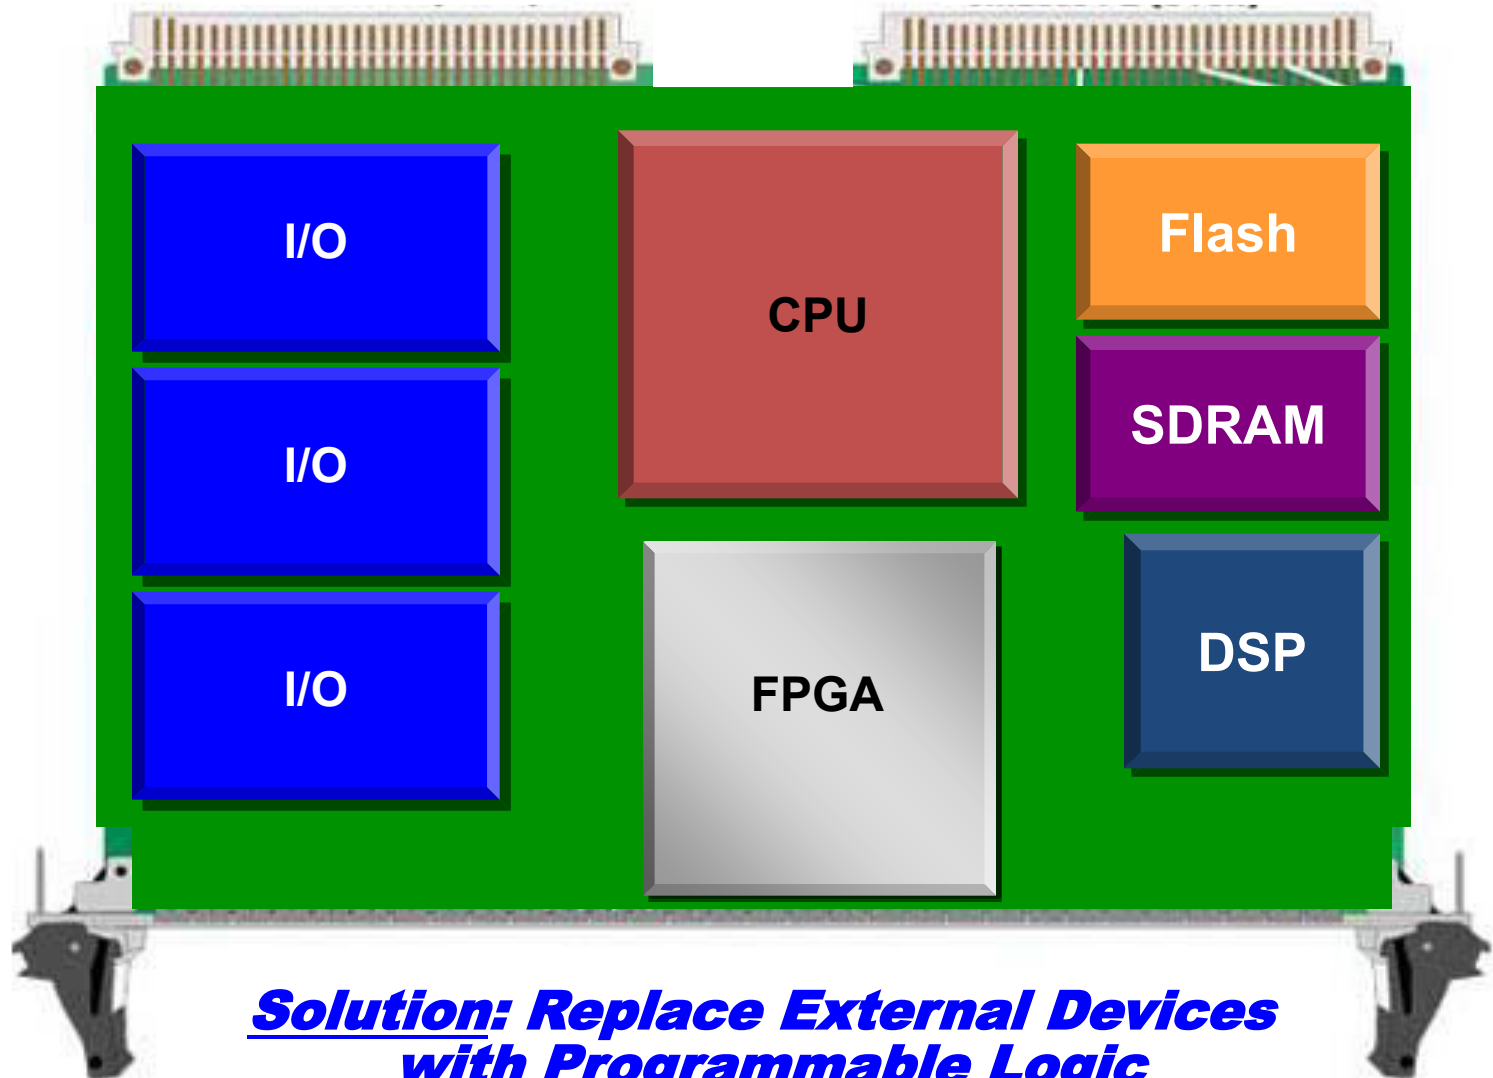 I/O
CPU
Flash
I/O
SDRAM
I/O
FPGA
DSP
Solution: Replace External Devices
with Programmable Logic